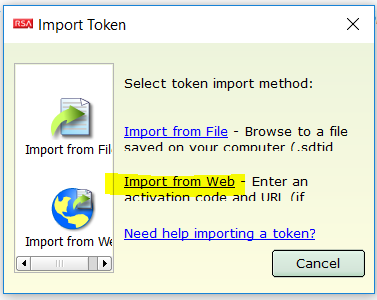 RSA Import Token
Select token import method:
Import from Fil
Import from File - Browse to a file
saved on your computer (.sdtid
Import from We
Import from Web - Enter an
activation code and URL (if
Need help importing a token?
Cancel